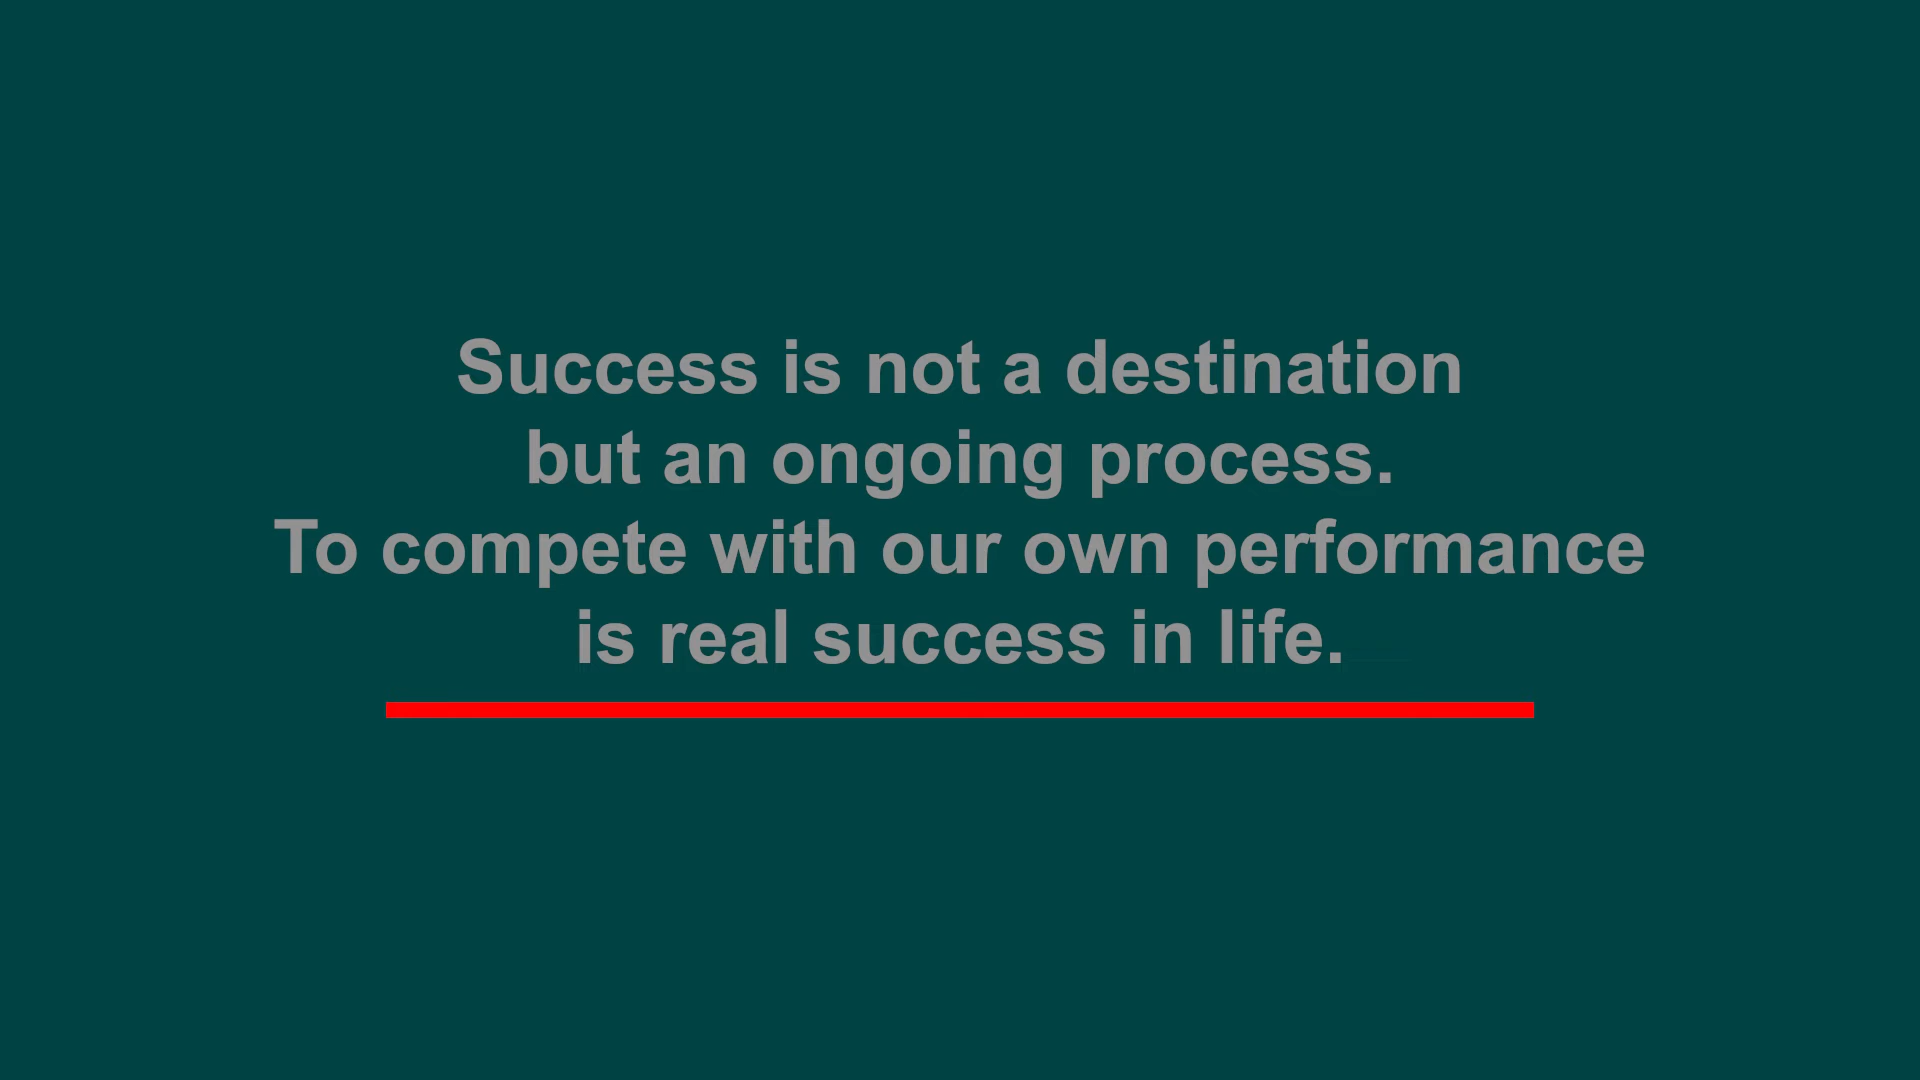 Success is not a destination
but an ongoing process.
To compete with our own performance
is real success in life.